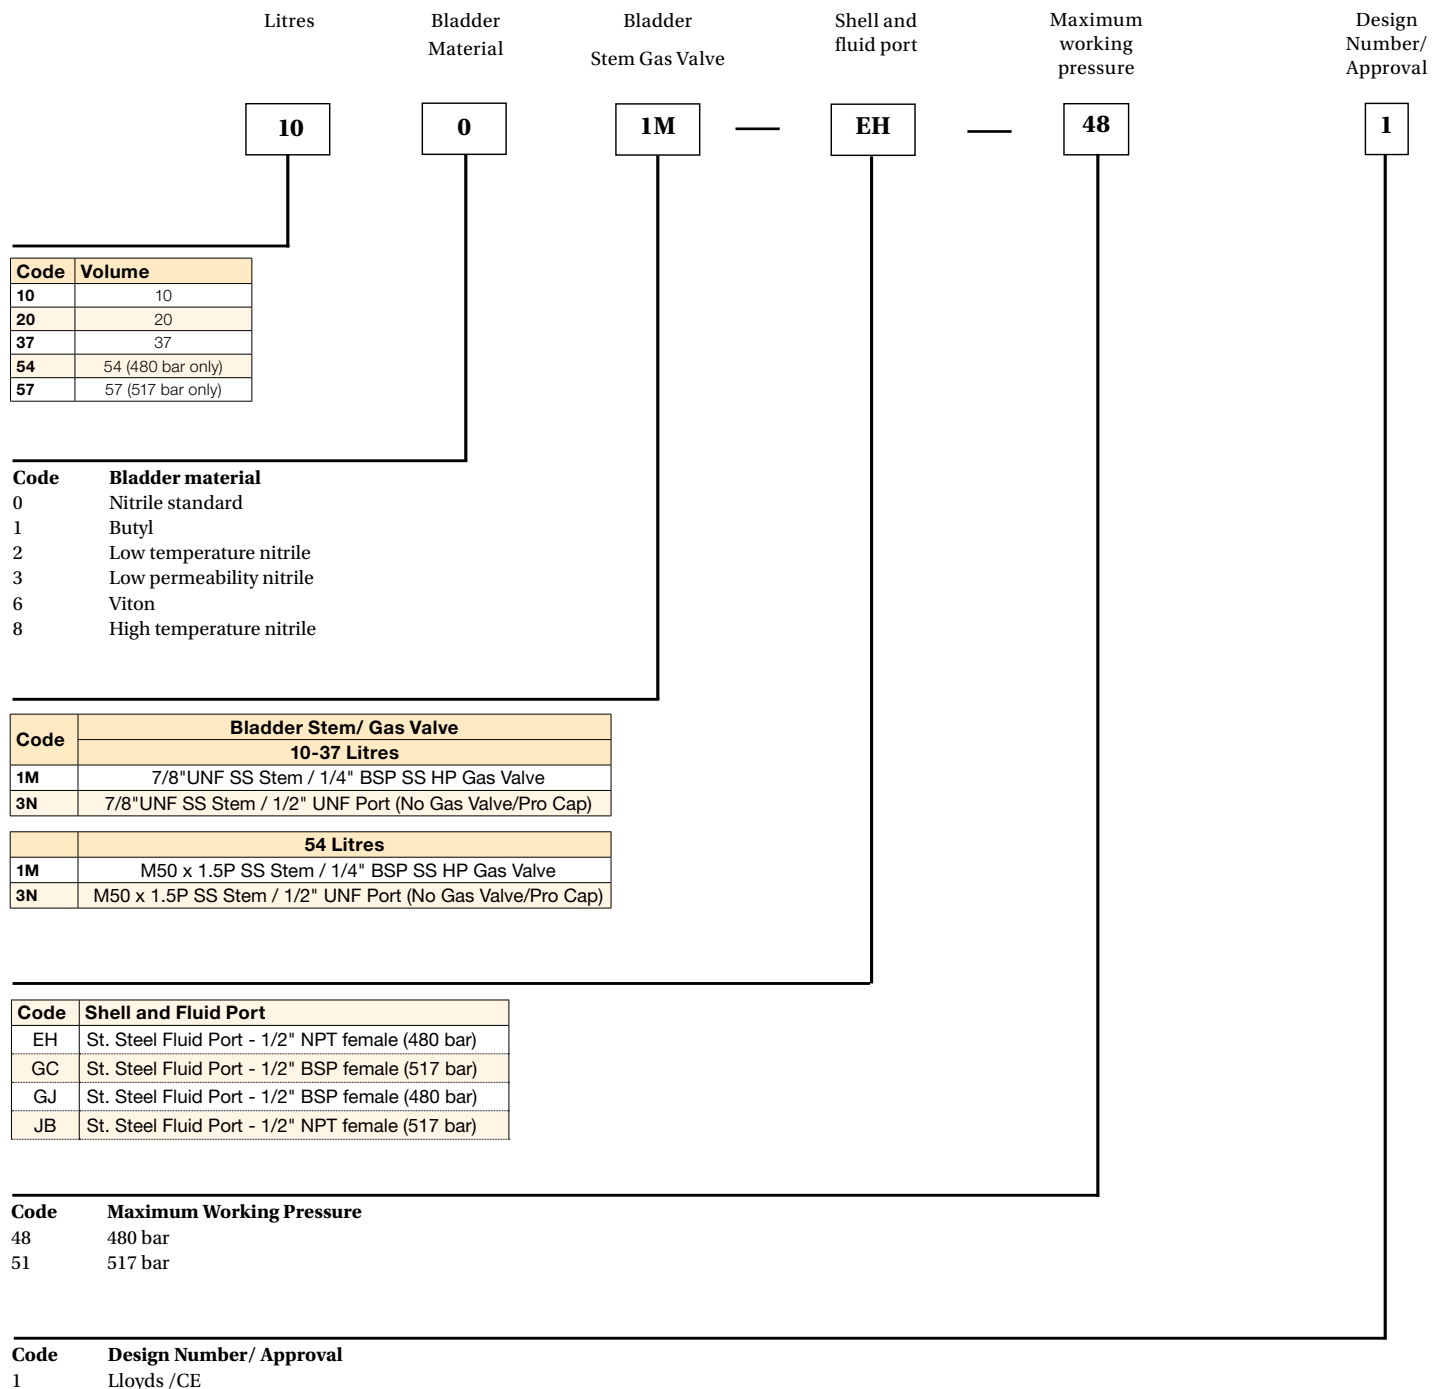 Litres
Bladder
Material
Bladder
Stem Gas Valve
Shell and
fluid port
Maximum
working
pressure
Design
Number/
Approval
10 0 1M — EH — 48 1
Code Volume
10 10
20 20
37 37
54 54 (480 bar only)
57 57 (517 bar only)
Code Bladder material
0 Nitrile standard
1 Butyl
2 Low temperature nitrile
3 Low permeability nitrile
6 Viton
8 High temperature nitrile
Code Bladder Stem/ Gas Valve
10-37 Litres
1M 7/8"UNF SS Stem / 1/4" BSP SS HP Gas Valve
3N 7/8"UNF SS Stem / 1/2" UNF Port (No Gas Valve/Pro Cap)
54 Litres
1M M50 x 1.5P SS Stem / 1/4" BSP SS HP Gas Valve
3N M50 x 1.5P SS Stem / 1/2" UNF Port (No Gas Valve/Pro Cap)
Code Shell and Fluid Port
EH St. Steel Fluid Port - 1/2" NPT female (480 bar)
GC St. Steel Fluid Port - 1/2" BSP female (517 bar)
GJ St. Steel Fluid Port - 1/2" BSP female (480 bar)
JB St. Steel Fluid Port - 1/2" NPT female (517 bar)
Code Maximum Working Pressure
48 480 bar
51 517 bar
Code Design Number/ Approval
1 Lloyds /CE